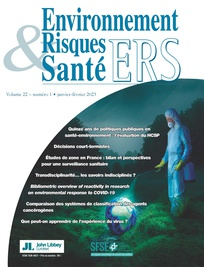 Environnement
& Risques
Santé
ERS
Volume 22 – numéro 1 • janvier-février 2023
Quinze ans de politiques publiques en
santé-environnement : l'évaluation du HCSP
Décisions court-termistes
Études de zone en France : bilan et perspectives
pour une surveillance sanitaire
Transdisciplinarité... les savoirs indisciplinés ?
Bibliometric overview of reactivity in research
on environmental response to COVID-19
Comparaison des systèmes de classification des agents
cancérogènes
Que peut-on apprendre de l'expérience du virus ?
JL
John Libbey
SFSE